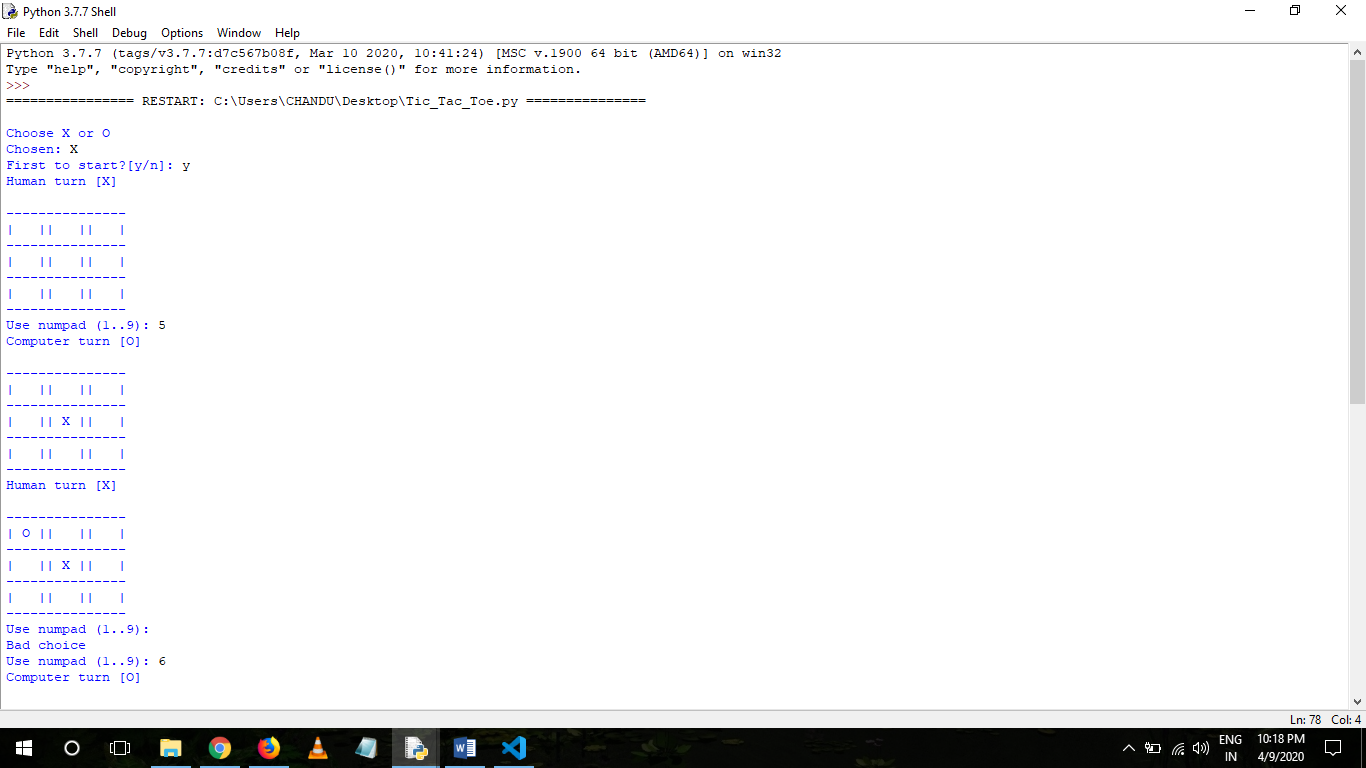 Python 3.7.7 Shell
File Edit Shell Debug Options Window Help
Python 3.7.7 (tags/v3.7.7:d7c567b08f, Mar 10 2020, 10:41:24) [MSC v.1900 64 bit (AMD64)] on win32
Type "help", "copyright", "credits" or "license()" for more information.
>>>
================ RESTART: C:\Users\CHANDU\Desktop\Tic_Tac_Toe.py ===============
Choose X or O
Chosen: X
First to start?[y/n]: y
Human turn [X]
---------------
|   ||   ||   |
---------------
|   ||   ||   |
---------------
|   ||   ||   |
---------------
Use numpad (1..9): 5
Computer turn [O]
---------------
|   ||   ||   |
---------------
|   || X ||   |
---------------
|   ||   ||   |
---------------
Human turn [X]
---------------
| O ||   ||   |
---------------
|   || X ||   |
---------------
|   ||   ||   |
---------------
Use numpad (1..9):
Bad choice
Use numpad (1..9): 6
Computer turn [O]
Ln: 78 Col: 4
ENG
IN
10:18 PM
4/9/2020